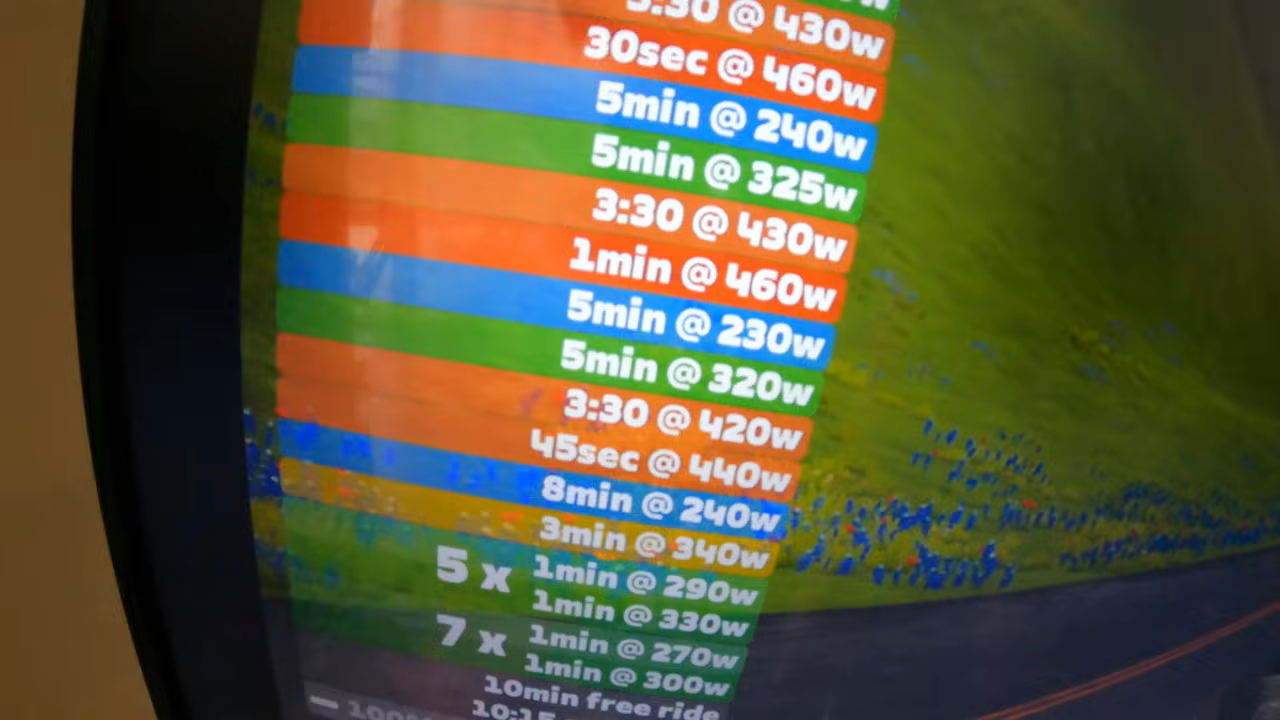 3:30 @ 430w
30sec @ 460w
5min @ 240w
5min @ 325w
3:30 @ 430w
1min @ 460w
5min @ 230w
5min @ 320w
3:30 @ 420w
45sec @ 440w
8min @ 240w
3min @ 340w
5 x 1min @ 290w
1min @ 330w
7 x 1min @ 270w
1min @ 300w
10min free ride